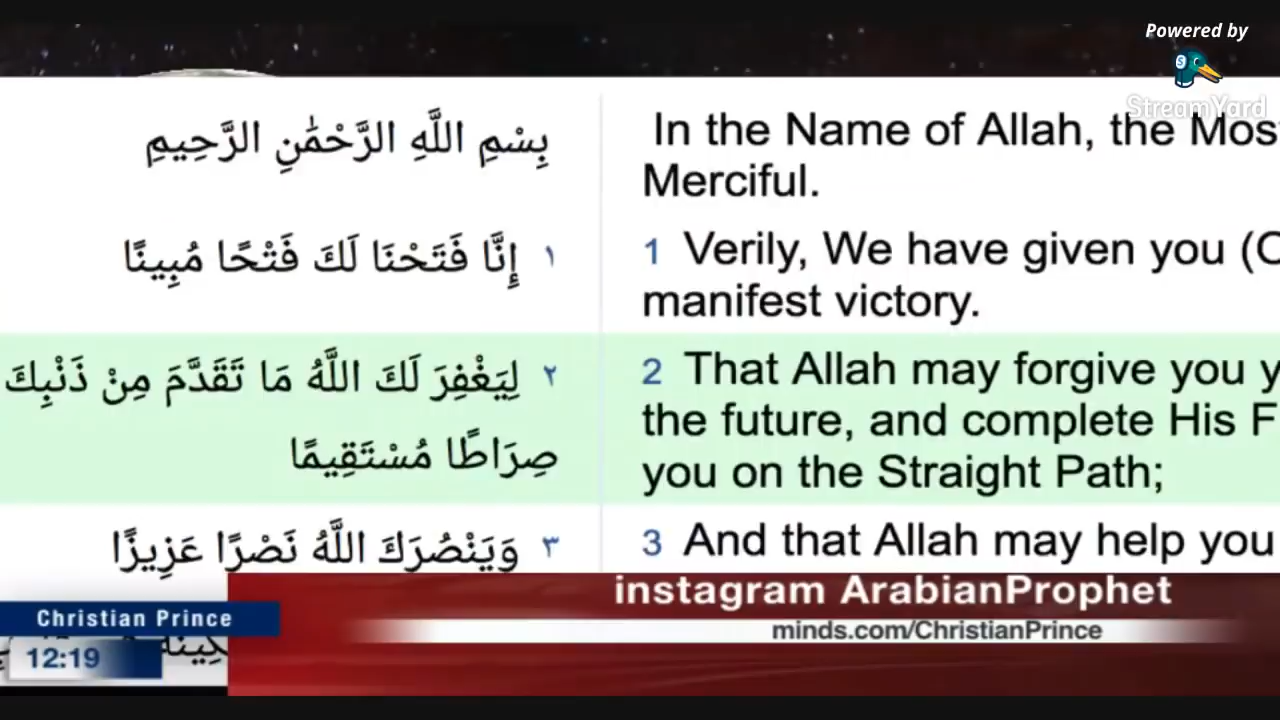 Powered by
StreamYard
بِسْمِ اللَّهِ الرَّحْمَٰنِ الرَّحِيمِ
In the Name of Allah, the Mos
Merciful.
١ إِنَّا فَتَحْنَا لَكَ فَتْحًا مُبِينًا
1 Verily, We have given you (
manifest victory.
٢ لِيَغْفِرَ لَكَ اللَّهُ مَا تَقَدَّمَ مِنْ ذَنْبِكَ
صِرَاطًا مُسْتَقِيمًا
2 That Allah may forgive you y
the future, and complete His F
you on the Straight Path;
٣ وَيَنْصُرَكَ اللَّهُ نَصْرًا عَزِيزًا
3 And that Allah may help you
instagram ArabianProphet
minds.com/ChristianPrince
Christian Prince
12:19